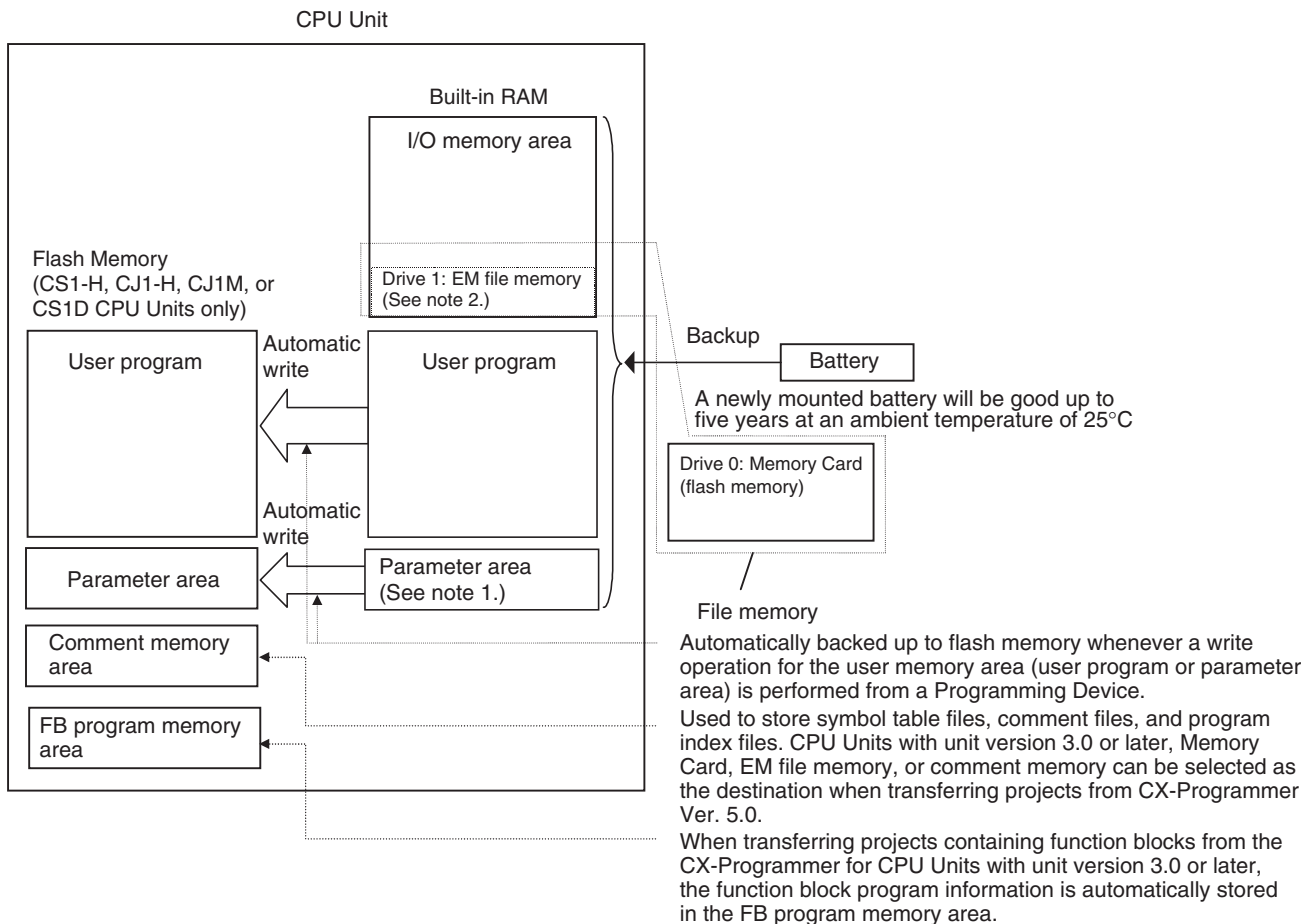 CPU Unit
Built-in RAM
I/O memory area
Drive 1: EM file memory
(See note 2.)
Flash Memory
(CS1-H, CJ1-H, CJ1M, or
CS1D CPU Units only)
User program
Automatic
write
User program
Backup
Battery
A newly mounted battery will be good up to
five years at an ambient temperature of 25°C
Drive 0: Memory Card
(flash memory)
Automatic
write
Parameter area
Parameter area
(See note 1.)
File memory
Comment memory
area
FB program memory
area
Automatically backed up to flash memory whenever a write
operation for the user memory area (user program or parameter
area) is performed from a Programming Device.
Used to store symbol table files, comment files, and program
index files. CPU Units with unit version 3.0 or later, Memory
Card, EM file memory, or comment memory can be selected as
the destination when transferring projects from CX-Programmer
Ver. 5.0.
When transferring projects containing function blocks from the
CX-Programmer for CPU Units with unit version 3.0 or later,
the function block program information is automatically stored
in the FB program memory area.